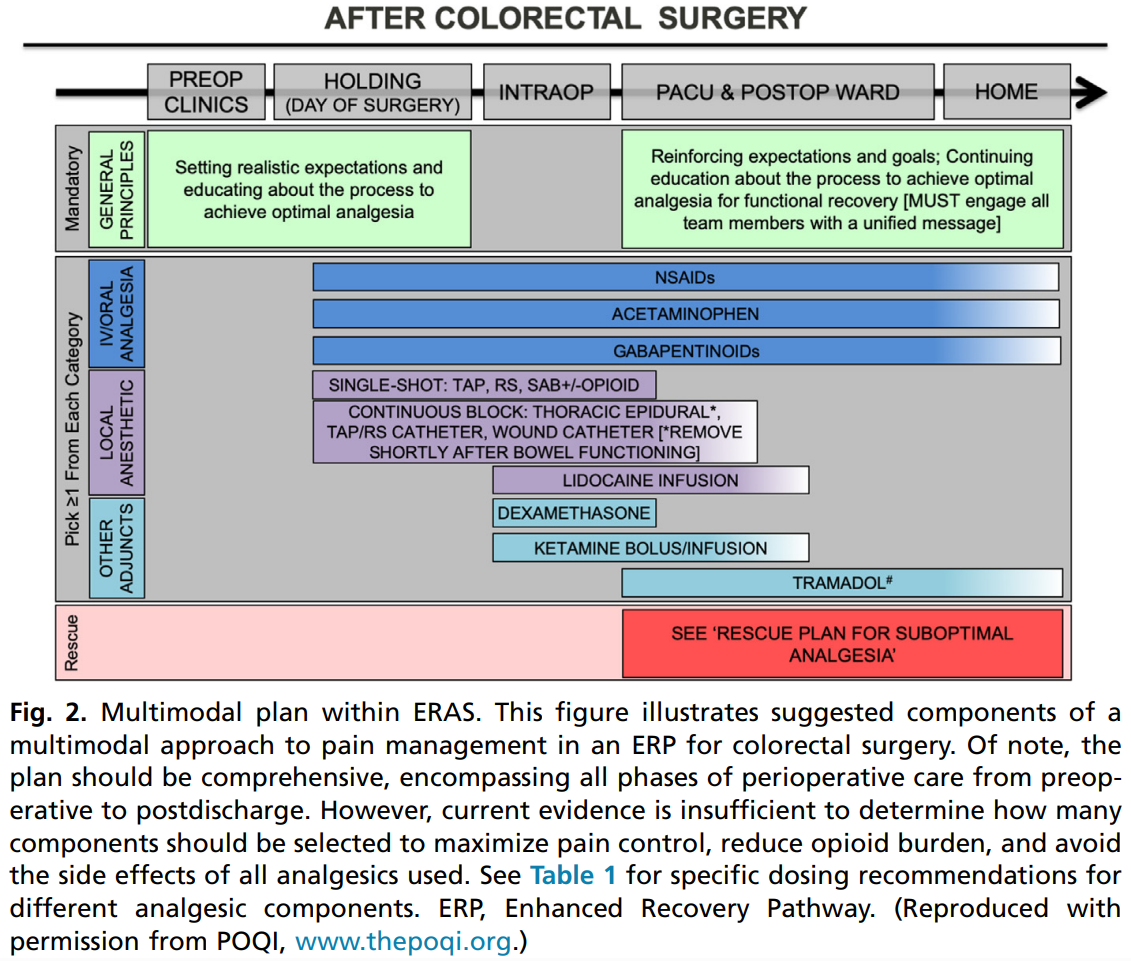 AFTER COLORECTAL SURGERY
PREOP
CLINICS
HOLDING
(DAY OF SURGERY)
INTRAOP
PACU & POSTOP WARD
HOME
Mandatory
GENERAL
PRINCIPLES
Setting realistic expectations and
educating about the process to
achieve optimal analgesia
Reinforcing expectations and goals; Continuing
education about the process to achieve optimal
analgesia for functional recovery [MUST engage all
team members with a unified message]
Pick ≥1 From Each Category
IV/ORAL
ANALGESIA
NSAIDs
ACETAMINOPHEN
GABAPENTINOIDs
LOCAL
ANESTHETIC
SINGLE-SHOT: TAP, RS, SAB+/-OPIOID
CONTINUOUS BLOCK: THORACIC EPIDURAL*,
TAP/RS CATHETER, WOUND CATHETER [*REMOVE
SHORTLY AFTER BOWEL FUNCTIONING]
LIDOCAINE INFUSION
OTHER
ADJUNCTS
DEXAMETHASONE
KETAMINE BOLUS/INFUSION
TRAMADOL#
Rescue
SEE ‘RESCUE PLAN FOR SUBOPTIMAL
ANALGESIA’
Fig. 2. Multimodal plan within ERAS. This figure illustrates suggested components of a
multimodal approach to pain management in an ERP for colorectal surgery. Of note, the
plan should be comprehensive, encompassing all phases of perioperative care from preop-
erative to postdischarge. However, current evidence is insufficient to determine how many
components should be selected to maximize pain control, reduce opioid burden, and avoid
the side effects of all analgesics used. See Table 1 for specific dosing recommendations for
different analgesic components. ERP, Enhanced Recovery Pathway. (Reproduced with
permission from POQI, www.thepoqi.org.)